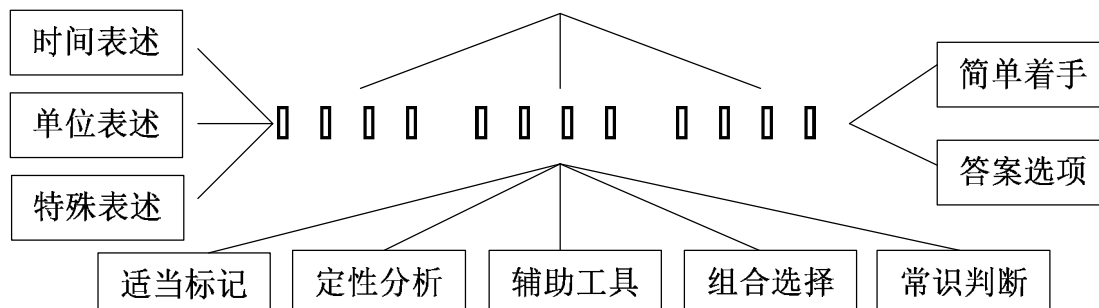 时间表述
单位表述
特殊表述
简单着手
答案选项
适当标记
定性分析
辅助工具
组合选择
常识判断